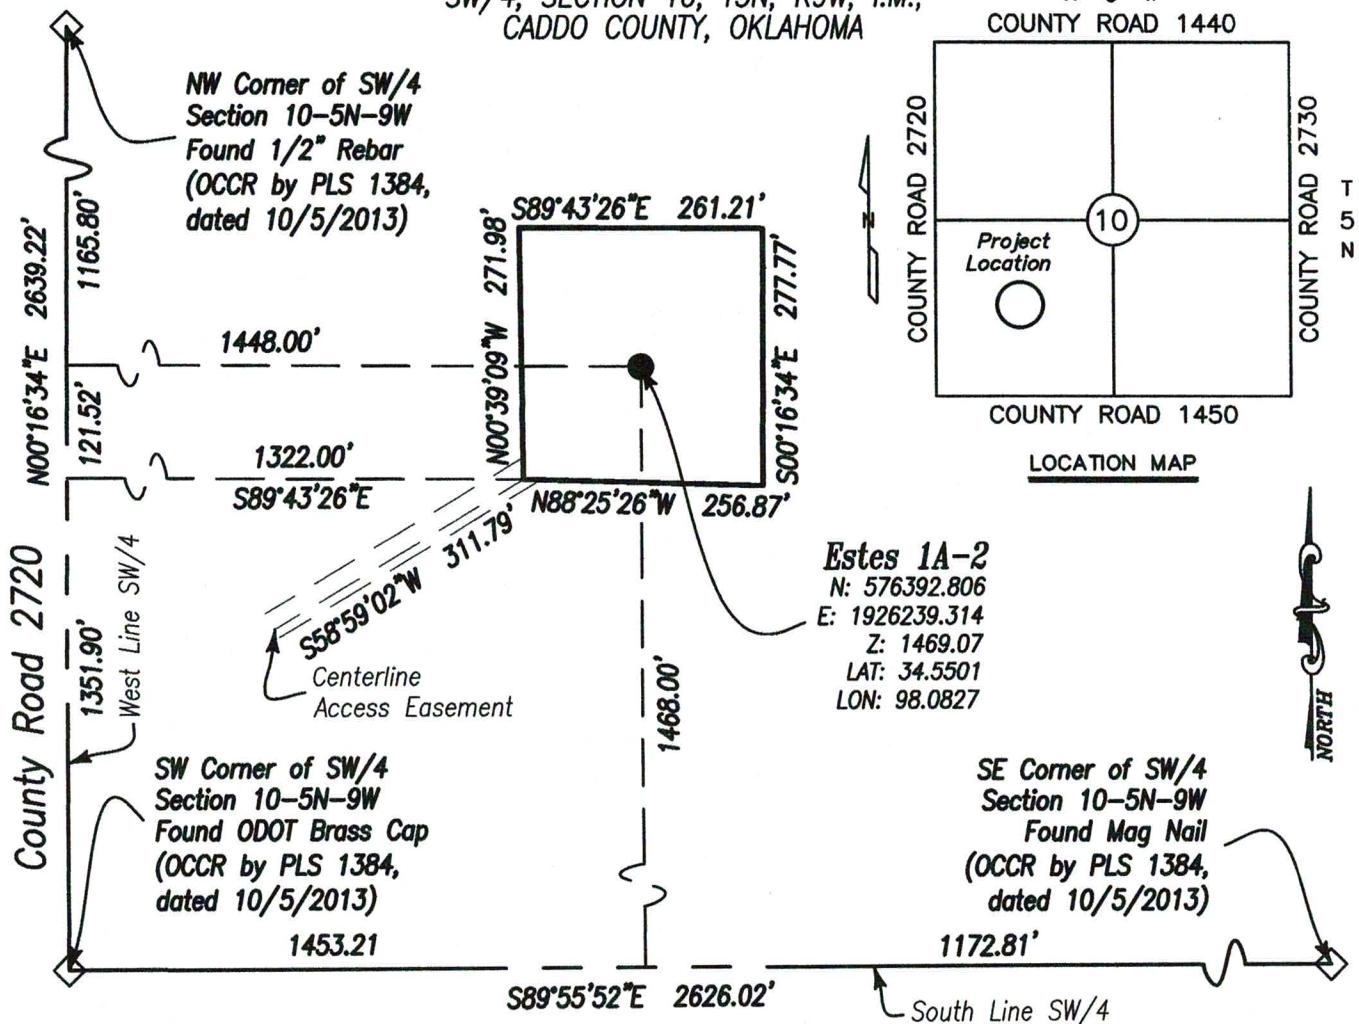 SW/4, SECTION 10, T5N, R9W, I.M.,
CADDO COUNTY, OKLAHOMA
COUNTY ROAD 1440
COUNTY ROAD 2720
COUNTY ROAD 2730
T
5
N
10
Project
Location
COUNTY ROAD 1450
LOCATION MAP
N
NW Corner of SW/4
Section 10-5N-9W
Found 1/2" Rebar
(OCCR by PLS 1384,
dated 10/5/2013)
N00°16'34"E 2639.22'
1165.80'
S89°43'26"E 261.21'
N00°39'09"W 271.98'
S00°16'34"E 277.77'
1448.00'
121.52'
1322.00'
S89°43'26"E
N88°25'26"W 256.87'
S58°59'02"W 311.79'
Centerline
Access Easement
Estes 1A-2
N: 576392.806
E: 1926239.314
Z: 1469.07
LAT: 34.5501
LON: 98.0827
County Road 2720
1351.90'
West Line SW/4
1468.00'
NORTH
SW Corner of SW/4
Section 10-5N-9W
Found ODOT Brass Cap
(OCCR by PLS 1384,
dated 10/5/2013)
SE Corner of SW/4
Section 10-5N-9W
Found Mag Nail
(OCCR by PLS 1384,
dated 10/5/2013)
1453.21
1172.81'
S89°55'52"E 2626.02'
South Line SW/4